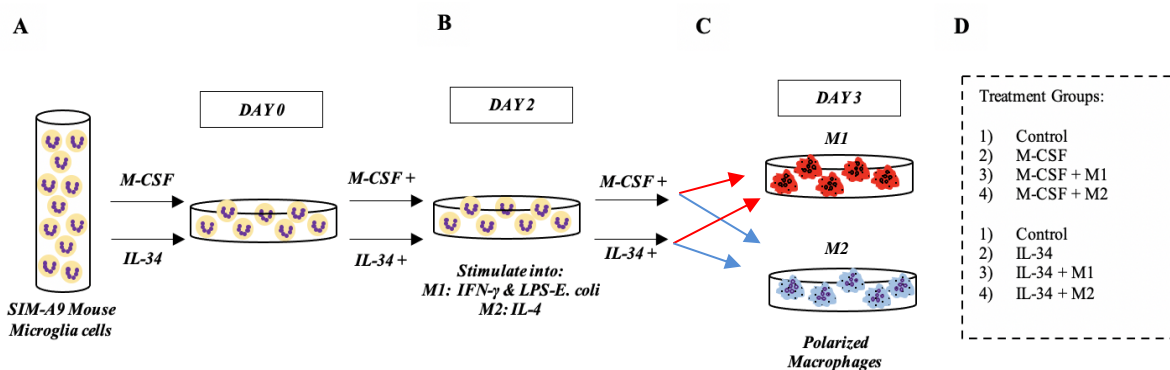 A
B
C
D
DAY 0
DAY 2
DAY 3
M-CSF
IL-34
M-CSF +
IL-34 +
M-CSF +
IL-34 +
M1
M2
SIM-A9 Mouse
Microglia cells
Stimulate into:
M1: IFN-γ & LPS-E. coli
M2: IL-4
Polarized
Macrophages
Treatment Groups:
1) Control
2) M-CSF
3) M-CSF + M1
4) M-CSF + M2
1) Control
2) IL-34
3) IL-34 + M1
4) IL-34 + M2